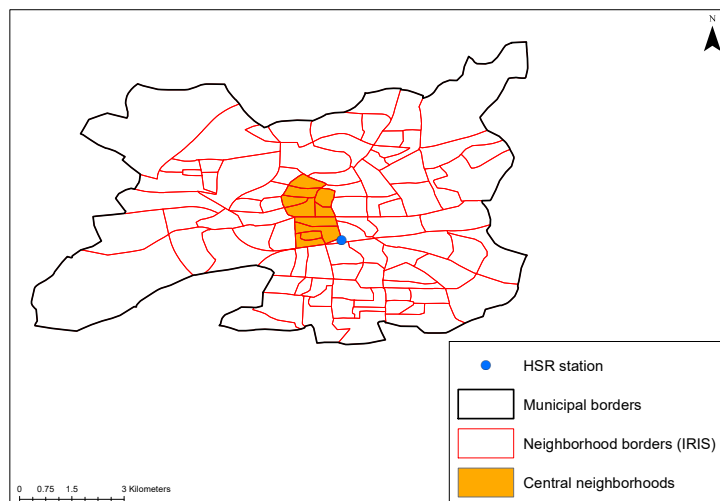 N
HSR station
Municipal borders
Neighborhood borders (IRIS)
Central neighborhoods
0 0.75 1.5 3 Kilometers